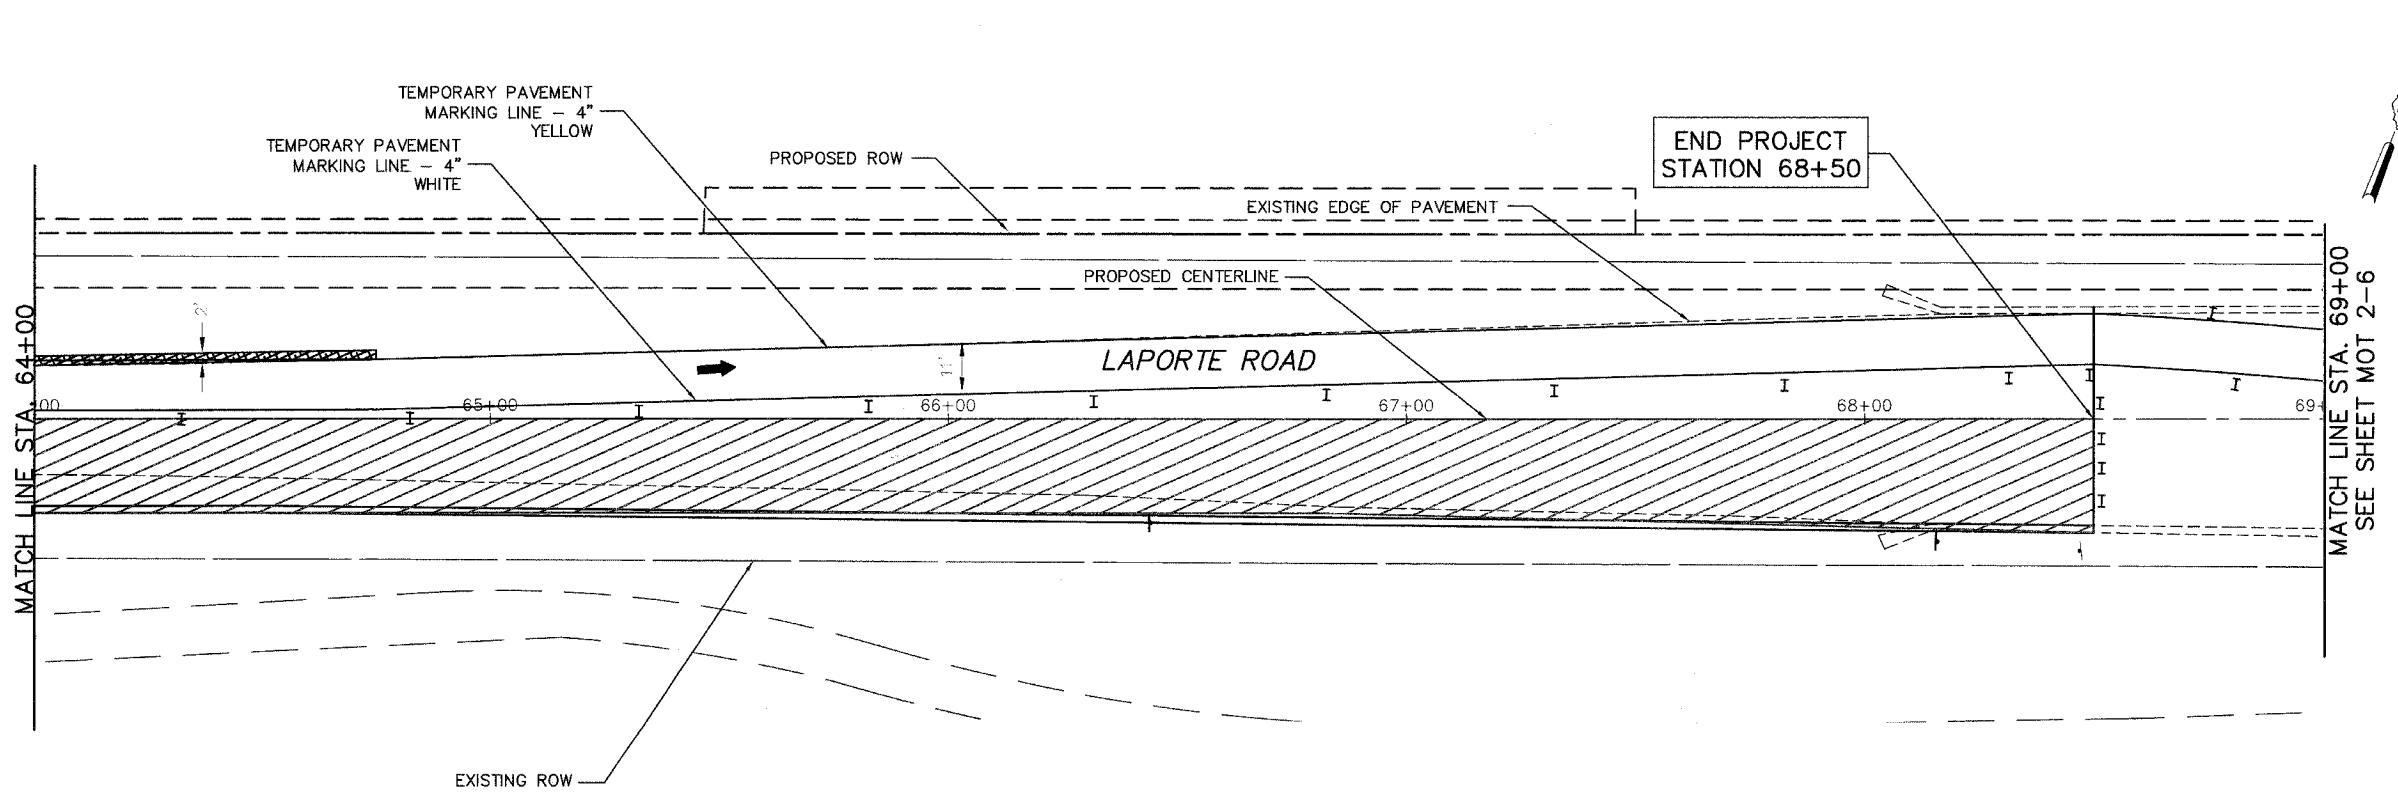 TEMPORARY PAVEMENT
MARKING LINE – 4"
YELLOW
TEMPORARY PAVEMENT
MARKING LINE – 4"
WHITE
PROPOSED ROW
END PROJECT
STATION 68+50
EXISTING EDGE OF PAVEMENT
PROPOSED CENTERLINE
2'
11'
LAPORTE ROAD
00
65+00
66+00
67+00
68+00
69+
MATCH LINE STA. 64+00
MATCH LINE STA. 69+00
SEE SHEET MOT 2-6
EXISTING ROW